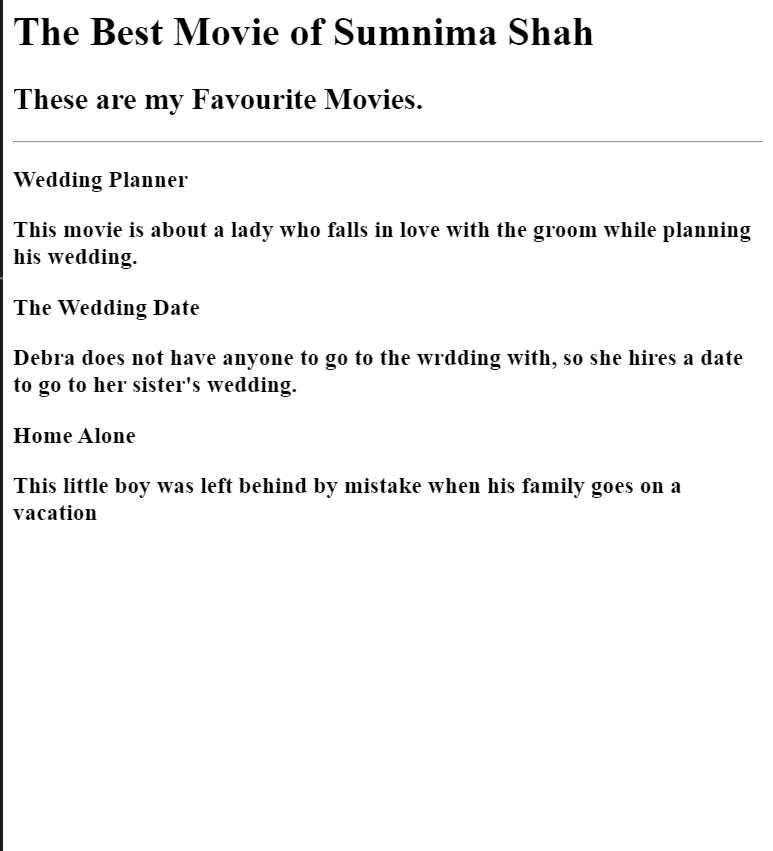 The Best Movie of Sumnima Shah
These are my Favourite Movies.
Wedding Planner
This movie is about a lady who falls in love with the groom while planning
his wedding.
The Wedding Date
Debra does not have anyone to go to the wrdding with, so she hires a date
to go to her sister's wedding.
Home Alone
This little boy was left behind by mistake when his family goes on a
vacation